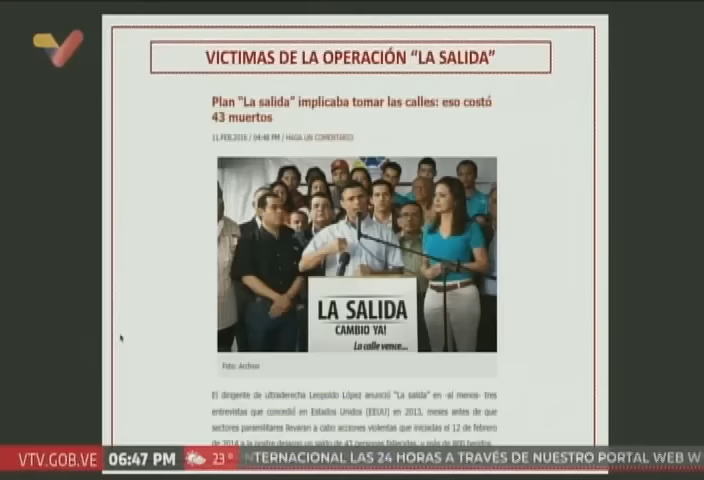 VICTIMAS DE LA OPERACIÓN "LA SALIDA"
Plan "La salida" implicaba tomar las calles: eso costó
43 muertos
11.FEB.2016 / 04:48 PM / HAGA UN COMENTARIO
LA SALIDA
CAMBIO YA!
La calle vence...
Foto: Archivo
El dirigente de ultraderecha Leopoldo López anunció "La salida" en -al menos- tres
entrevistas que concedió en Estados Unidos (EEUU) en 2013, meses antes de que
sectores paramilitares llevaran a cabo acciones violentas que iniciadas el 12 de febrero
de 2014 a la postre dejaron un saldo de 43 personas fallecidas, y más de 800 heridos
VTV.GOB.VE 06:47 PM 23° TERNACIONAL LAS 24 HORAS A TRAVÉS DE NUESTRO PORTAL WEB W